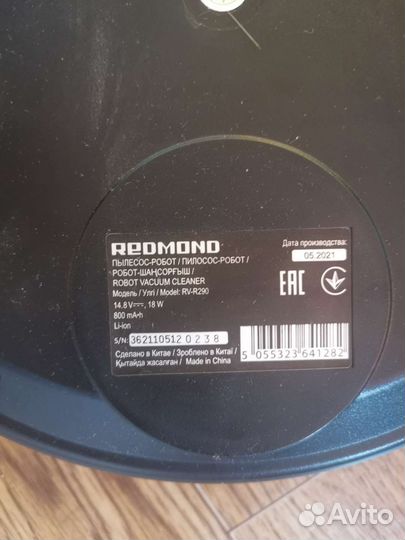 REDMOND
Дата производства:
05.2021
ПЫЛЕСОС-РОБОТ / ПИЛОСОС-РОБОТ /
РОБОТ-ШАҢСОРҒЫШ /
ROBOT VACUUM CLEANER
Модель / Улгі / Model: RV-R290
14.8 V⎓, 18 W
800 mA•h
Li-ion
EAC
S/N: 362110512 0 2 3 8
5 055323 641282
Сделано в Китае / Зроблено в Китаї /
Қытайда жасалған / Made in China
Avito